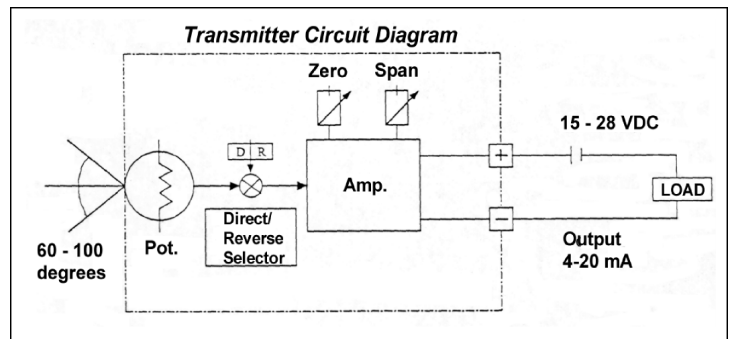 Transmitter Circuit Diagram
Zero
Span
15 - 28 VDC
D R
+
Amp.
LOAD
Direct/
Reverse
Selector
−
Pot.
60 - 100
degrees
Output
4-20 mA